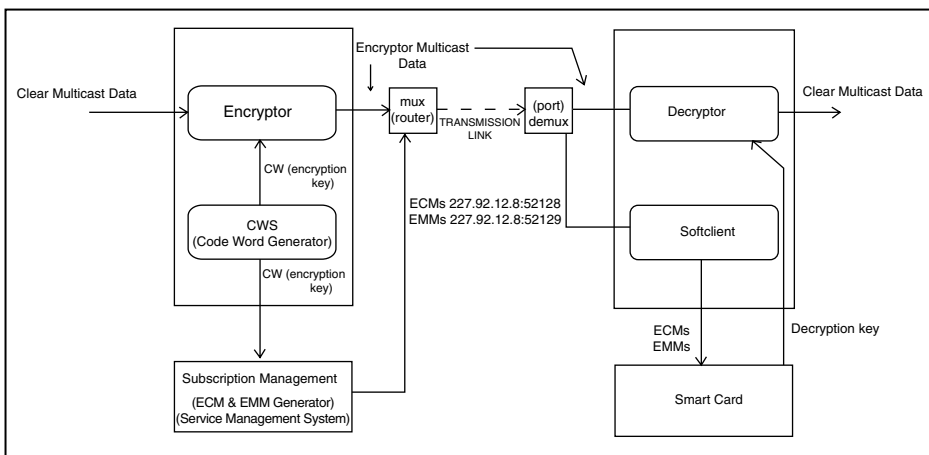 Clear Multicast Data
Encryptor
CW (encryption
key)
CWS
(Code Word Generator)
CW (encryption
key)
Subscription Management
(ECM & EMM Generator)
(Service Management System)
Encryptor Multicast
Data
mux
(router)
TRANSMISSION
LINK
(port)
demux
ECMs 227.92.12.8:52128
EMMs 227.92.12.8:52129
Decryptor
Clear Multicast Data
Softclient
ECMs
EMMs
Decryption key
Smart Card